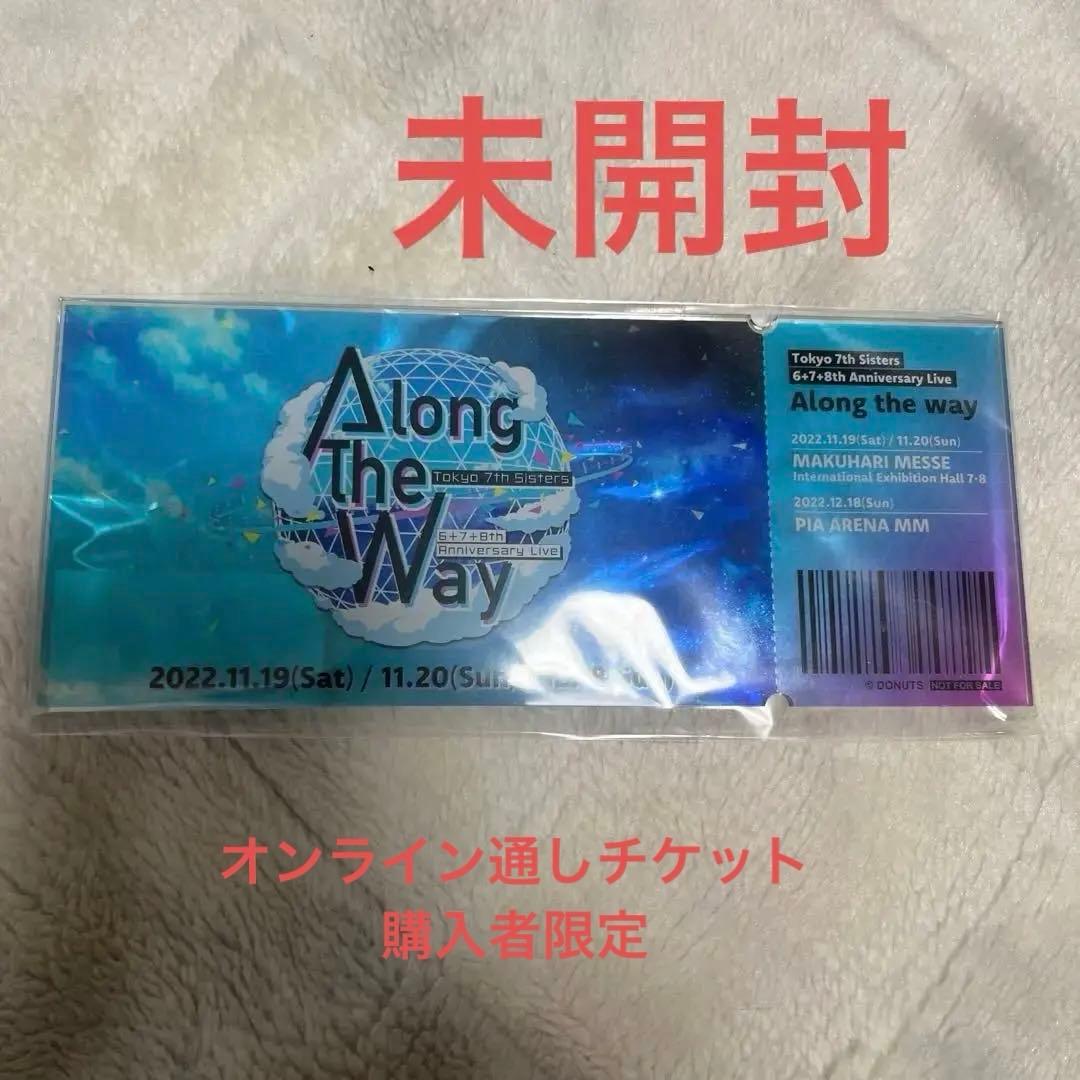 未開封
Along
The
Tokyo 7th Sisters
Way
6+7+8th
Anniversary Live
2022.11.19(Sat) / 11.20(Sun)
Tokyo 7th Sisters
6+7+8th Anniversary Live
Along the way
2022.11.19(Sat) / 11.20(Sun)
MAKUHARI MESSE
International Exhibition Hall 7・8
2022.12.18(Sun)
PIA ARENA MM
© DONUTS NOT FOR SALE
オンライン通しチケット
購入者限定